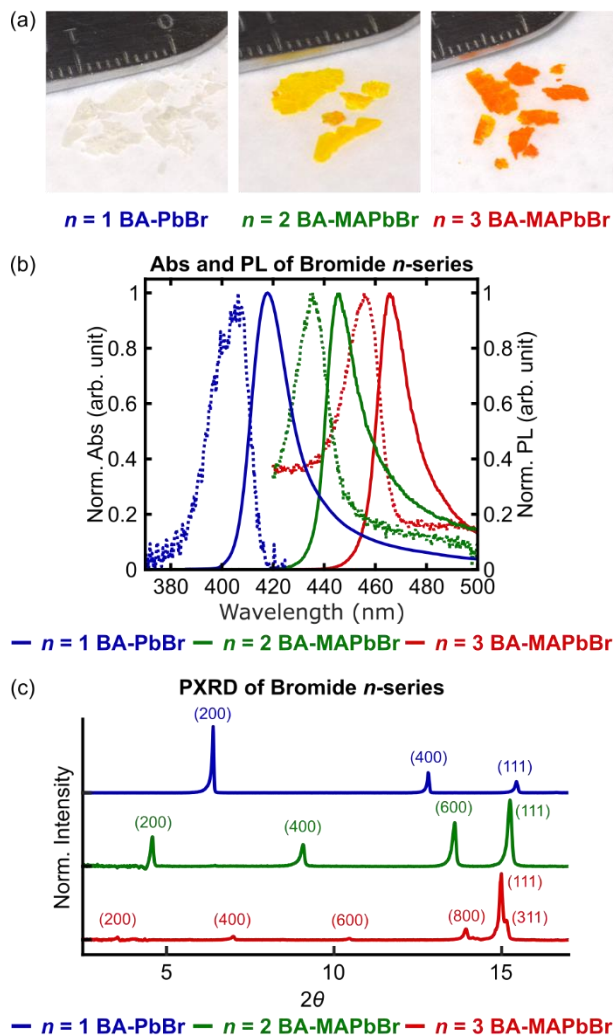 (a)
n = 1 BA-PbBr n = 2 BA-MAPbBr n = 3 BA-MAPbBr
(b)
Abs and PL of Bromide n-series
Norm. Abs (arb. unit)
Norm. PL (arb. unit)
1
0.8
0.6
0.4
0.2
0
1
0.8
0.6
0.4
0.2
0
380 400 420 440 460 480 500
Wavelength (nm)
n = 1 BA-PbBr n = 2 BA-MAPbBr n = 3 BA-MAPbBr
(c)
PXRD of Bromide n-series
Norm. Intensity
(200)
(400)
(111)
(200)
(400)
(600)
(111)
(200)
(400)
(600)
(800)
(111)
(311)
5 10 15
2θ
n = 1 BA-PbBr n = 2 BA-MAPbBr n = 3 BA-MAPbBr